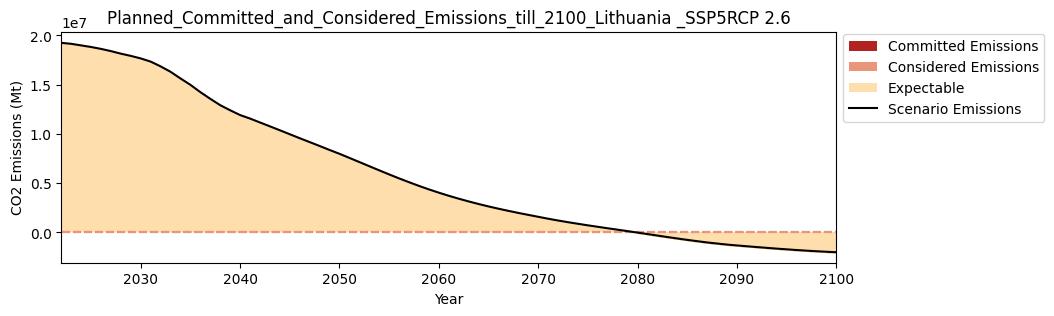 Planned_Committed_and_Considered_Emissions_till_2100_Lithuania _SSP5RCP 2.6
1e7
2.0
1.5
1.0
0.5
0.0
CO2 Emissions (Mt)
2030 2040 2050 2060 2070 2080 2090 2100
Year
Committed Emissions
Considered Emissions
Expectable
Scenario Emissions